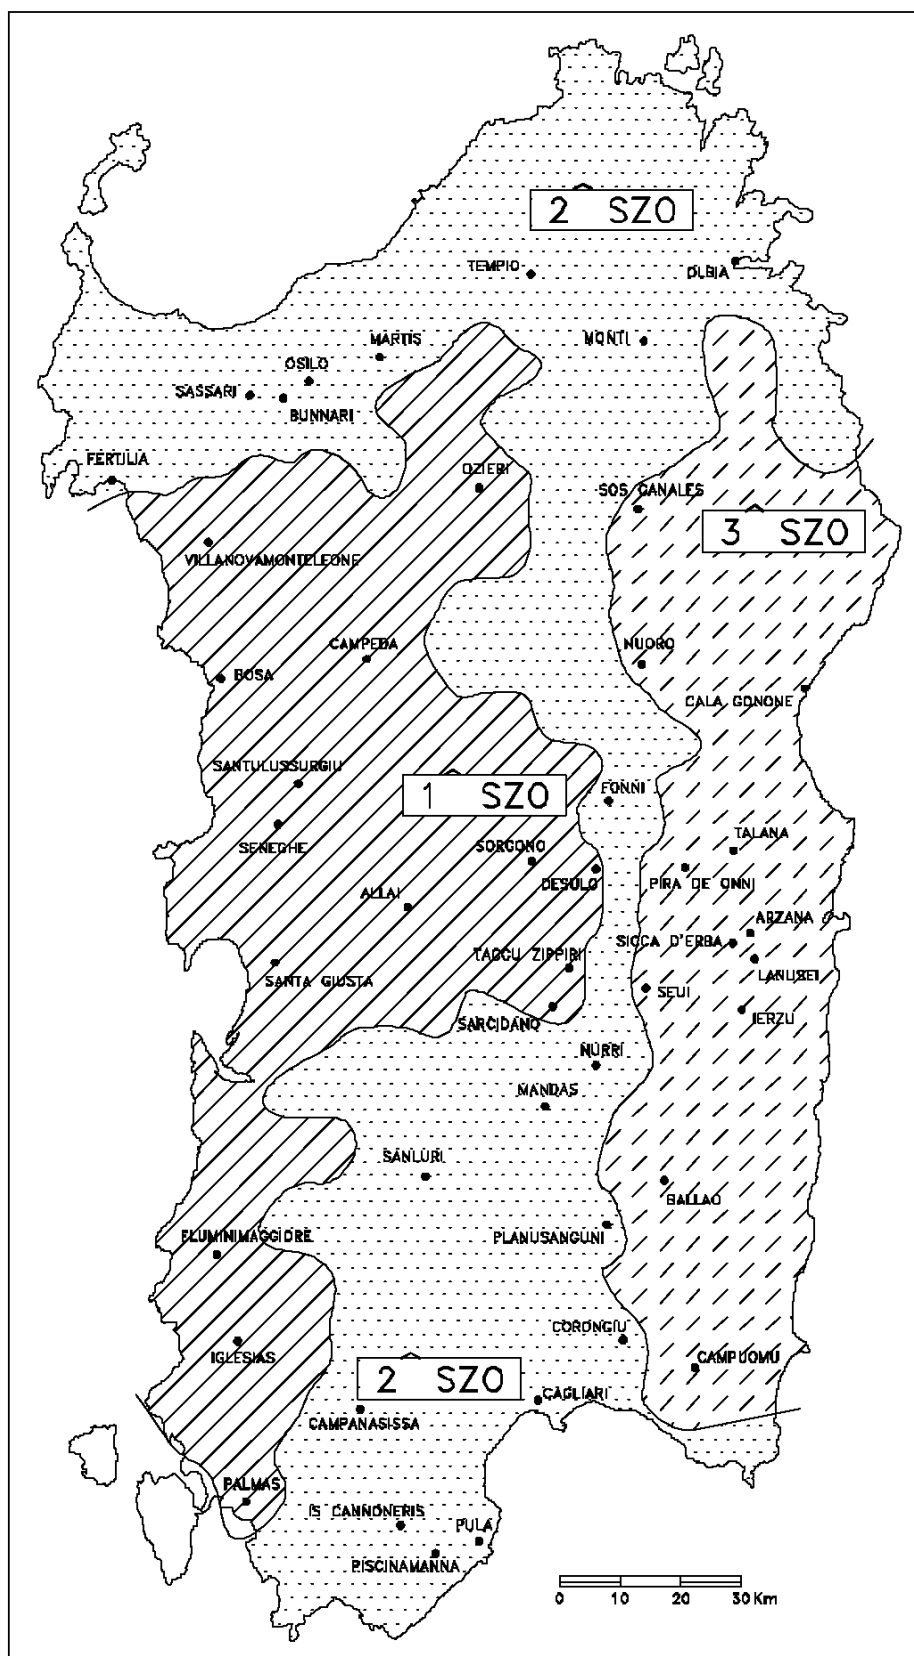 2^ SZO
TEMPIO
OLBIA
MARTIS
MONTI
OSILO
SASSARI
BUNNARI
FERTILIA
OZIERI
SOS CANALES
3^ SZO
VILLANOVAMONTELEONE
CAMPEDA
NUORO
BOSA
CALA GONONE
SANTULUSSURGIU
1^ SZO
FONNI
SENEGHE
SORGONO
TALANA
DESULO
PIRA DE ONNI
ALLAI
ARZANA
SICCA D'ERBA
TACCU ZIPPIRI
SANTA GIUSTA
LANUSEI
SEUI
SARCIDANO
IERZU
NURRI
MANDAS
SANLURI
BALLAO
FLUMINIMAGGIORE
PLANUSANGUNI
CORONGIU
IGLESIAS
CAMPUOMU
2^ SZO
CAGLIARI
CAMPANASISSA
PALMAS
IS CANNONERIS
PULA
PISCINAMANNA
0 10 20 30 Km